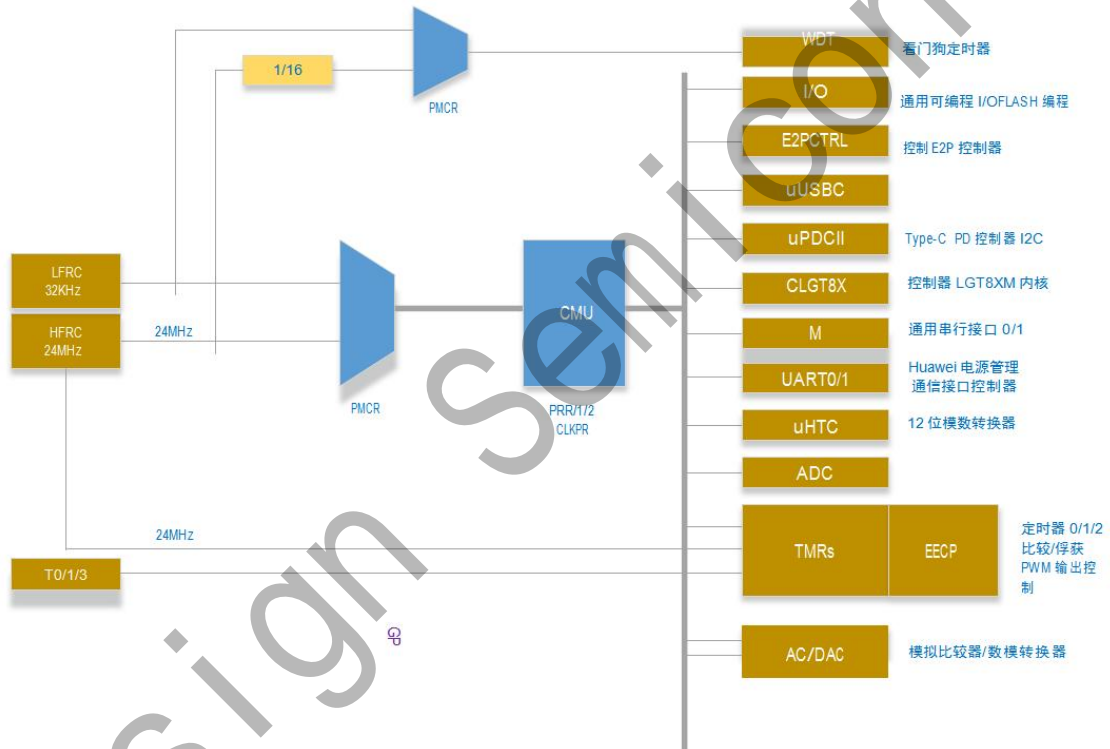 WDT
看门狗定时器
1/16
I/O
PMCR
通用可编程 I/OFLASH 编程
E2PCTRL
控制 E2P 控制器
uUSBC
uPDCII
Type-C PD 控制器 I2C
LFRC
32KHz
CLGT8X
控制器 LGT8XM 内核
CMU
HFRC
24MHz
24MHz
M
通用串行接口 0/1
UART0/1
Huawei 电源管理
通信接口控制器
PMCR
PRR/1/2
CLKPR
uHTC
12 位模数转换器
ADC
24MHz
TMRs
EECP
定时器 0/1/2
比较/俘获
PWM 输出控
制
T0/1/3
GP
AC/DAC
模拟比较器/数模转换器
sign Semicon